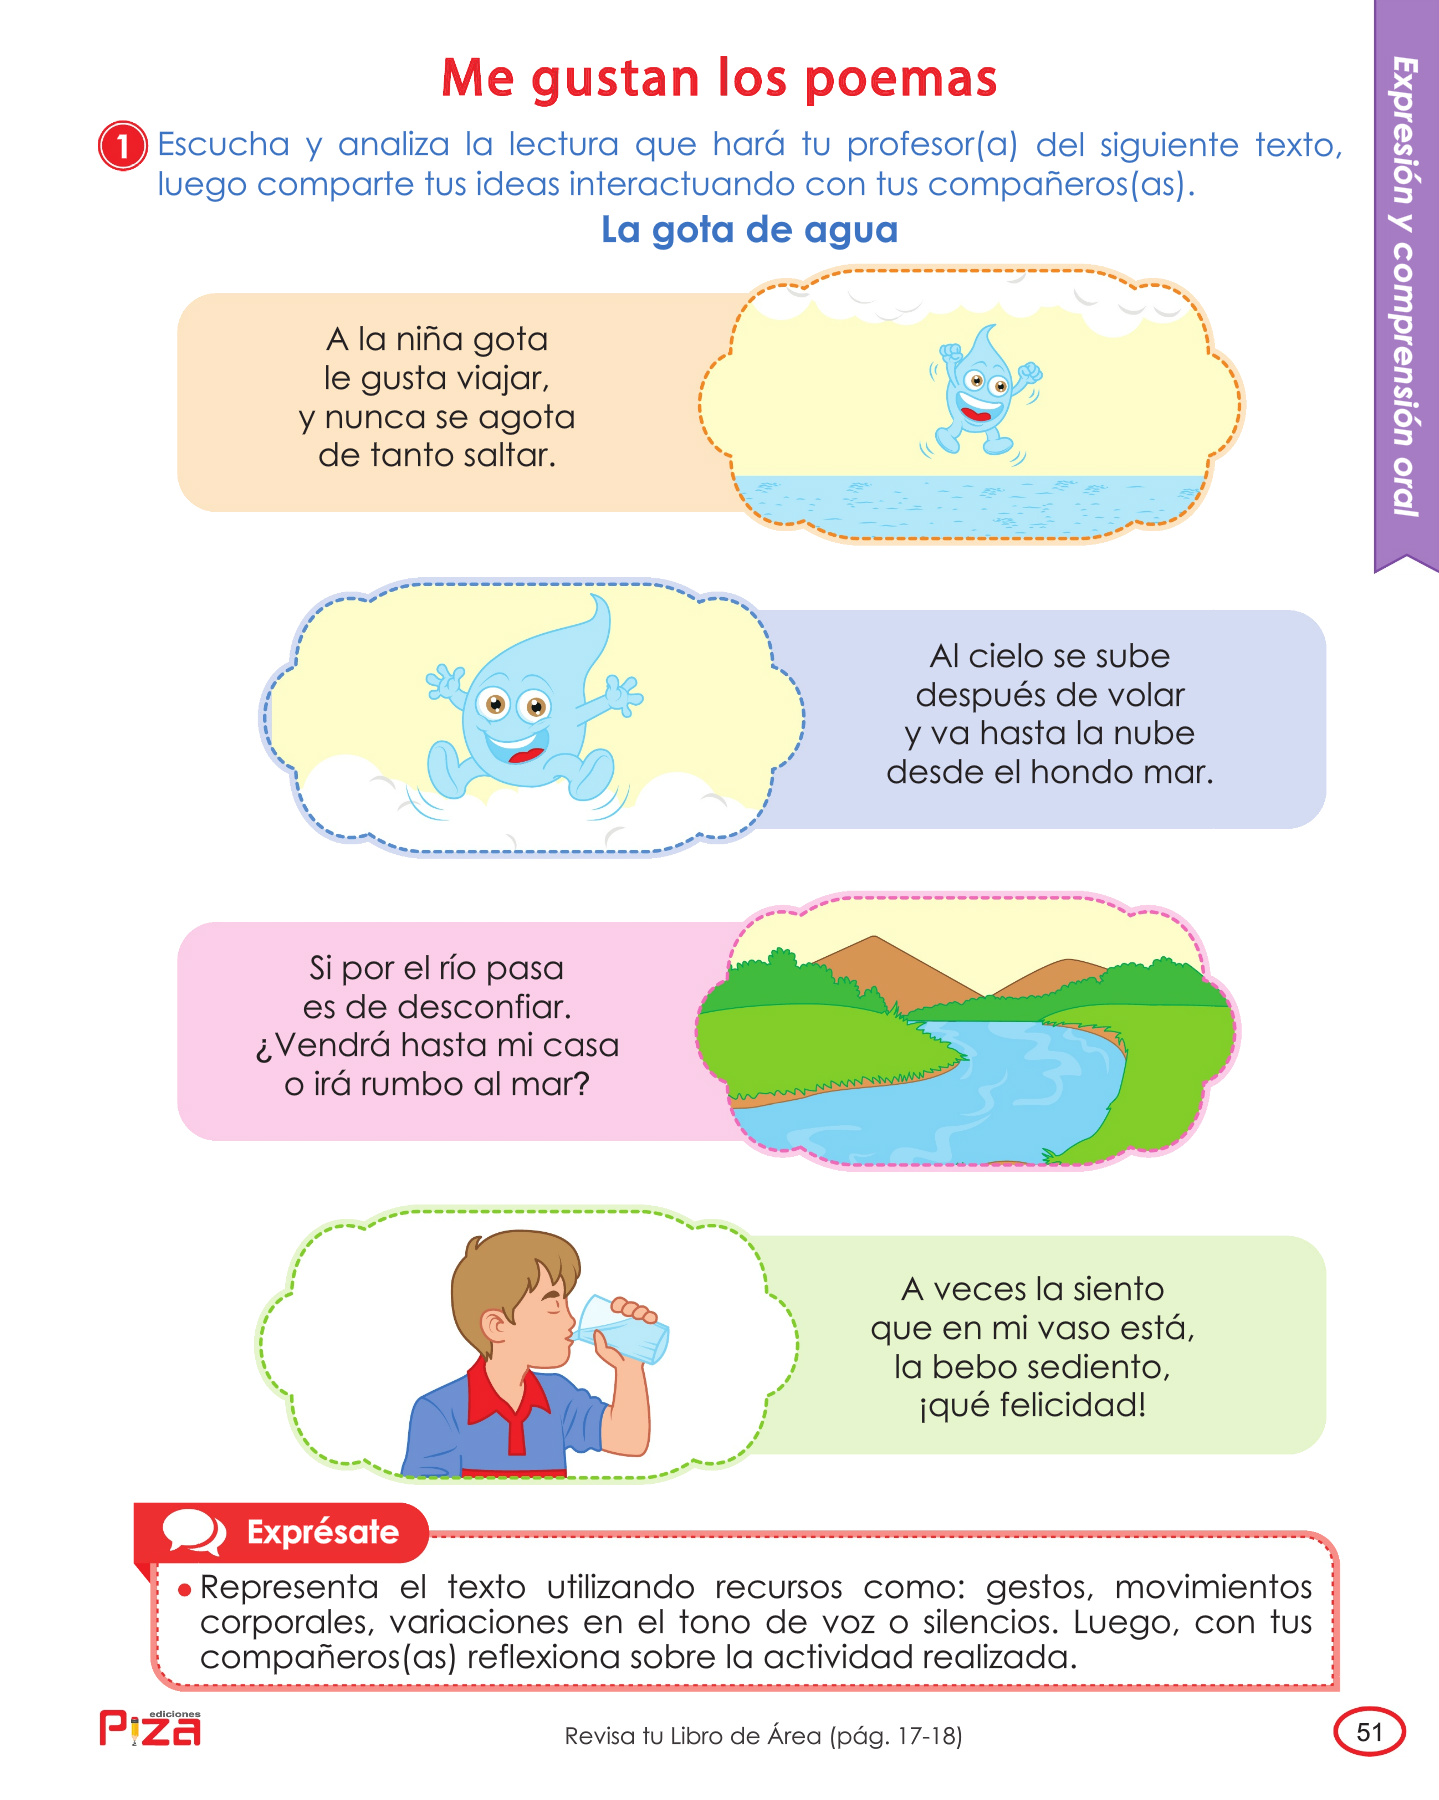 Me gustan los poemas
Expresión y comprensión oral
1 Escucha y analiza la lectura que hará tu profesor(a) del siguiente texto,
luego comparte tus ideas interactuando con tus compañeros(as).
La gota de agua
A la niña gota
le gusta viajar,
y nunca se agota
de tanto saltar.
Al cielo se sube
después de volar
y va hasta la nube
desde el hondo mar.
Si por el río pasa
es de desconfiar.
¿Vendrá hasta mi casa
o irá rumbo al mar?
A veces la siento
que en mi vaso está,
la bebo sediento,
¡qué felicidad!
Exprésate
• Representa el texto utilizando recursos como: gestos, movimientos
corporales, variaciones en el tono de voz o silencios. Luego, con tus
compañeros(as) reflexiona sobre la actividad realizada.
ediciones
Piza
Revisa tu Libro de Área (pág. 17-18)
51